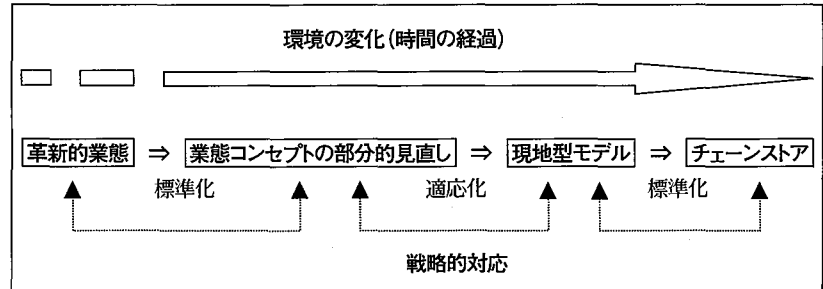 環境の変化(時間の経過)
革新的業態 ⇒ 業態コンセプトの部分的見直し ⇒ 現地型モデル ⇒ チェーンストア
標準化 適応化 標準化
戦略的対応